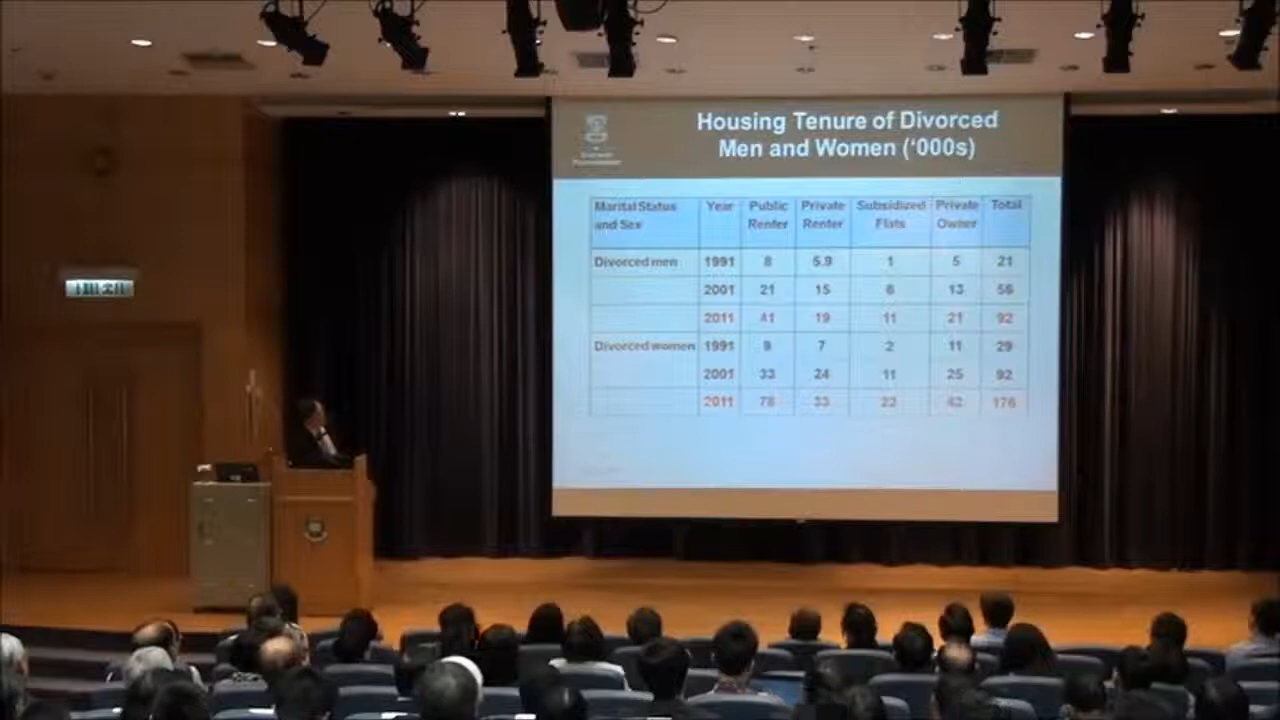 Housing Tenure of Divorced
Men and Women (‘000s)
Marital Status and Sex Year Public Renter Private Renter Subsidized Flats Private Owner Total
Divorced men 1991 8 5.9 1 5 21
2001 21 15 6 13 56
2011 41 19 11 21 92
Divorced women 1991 9 7 2 11 29
2001 33 24 11 25 92
2011 78 33 22 42 176
EXIT 出